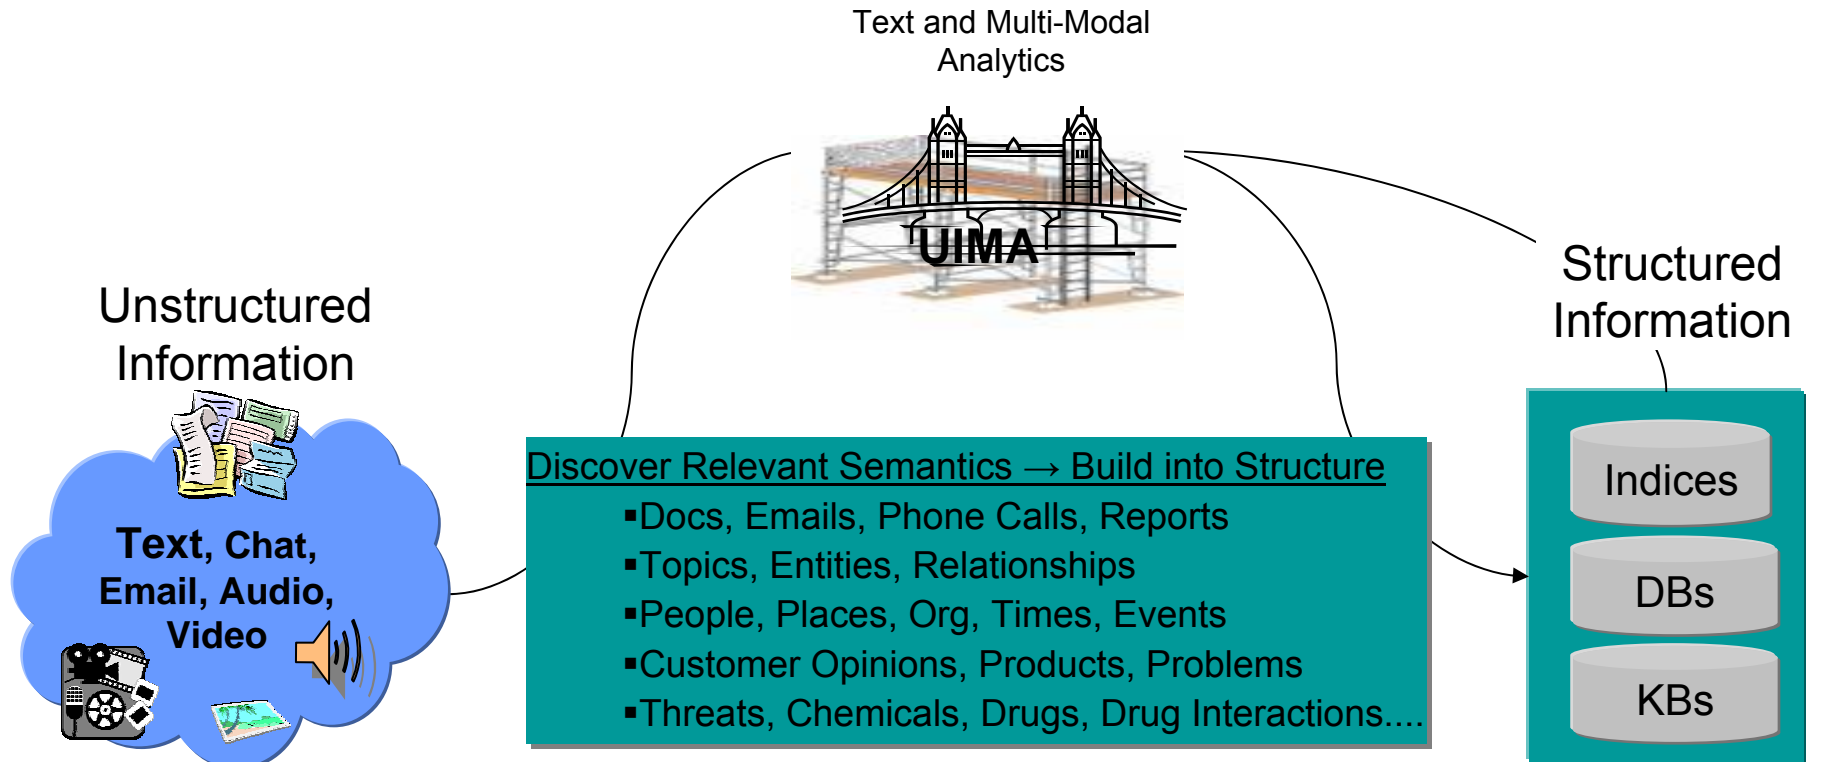 Text and Multi-Modal
Analytics
UIMA
Unstructured
Information
Text, Chat,
Email, Audio,
Video
Discover Relevant Semantics → Build into Structure
▪Docs, Emails, Phone Calls, Reports
▪Topics, Entities, Relationships
▪People, Places, Org, Times, Events
▪Customer Opinions, Products, Problems
▪Threats, Chemicals, Drugs, Drug Interactions....
Structured
Information
Indices
DBs
KBs